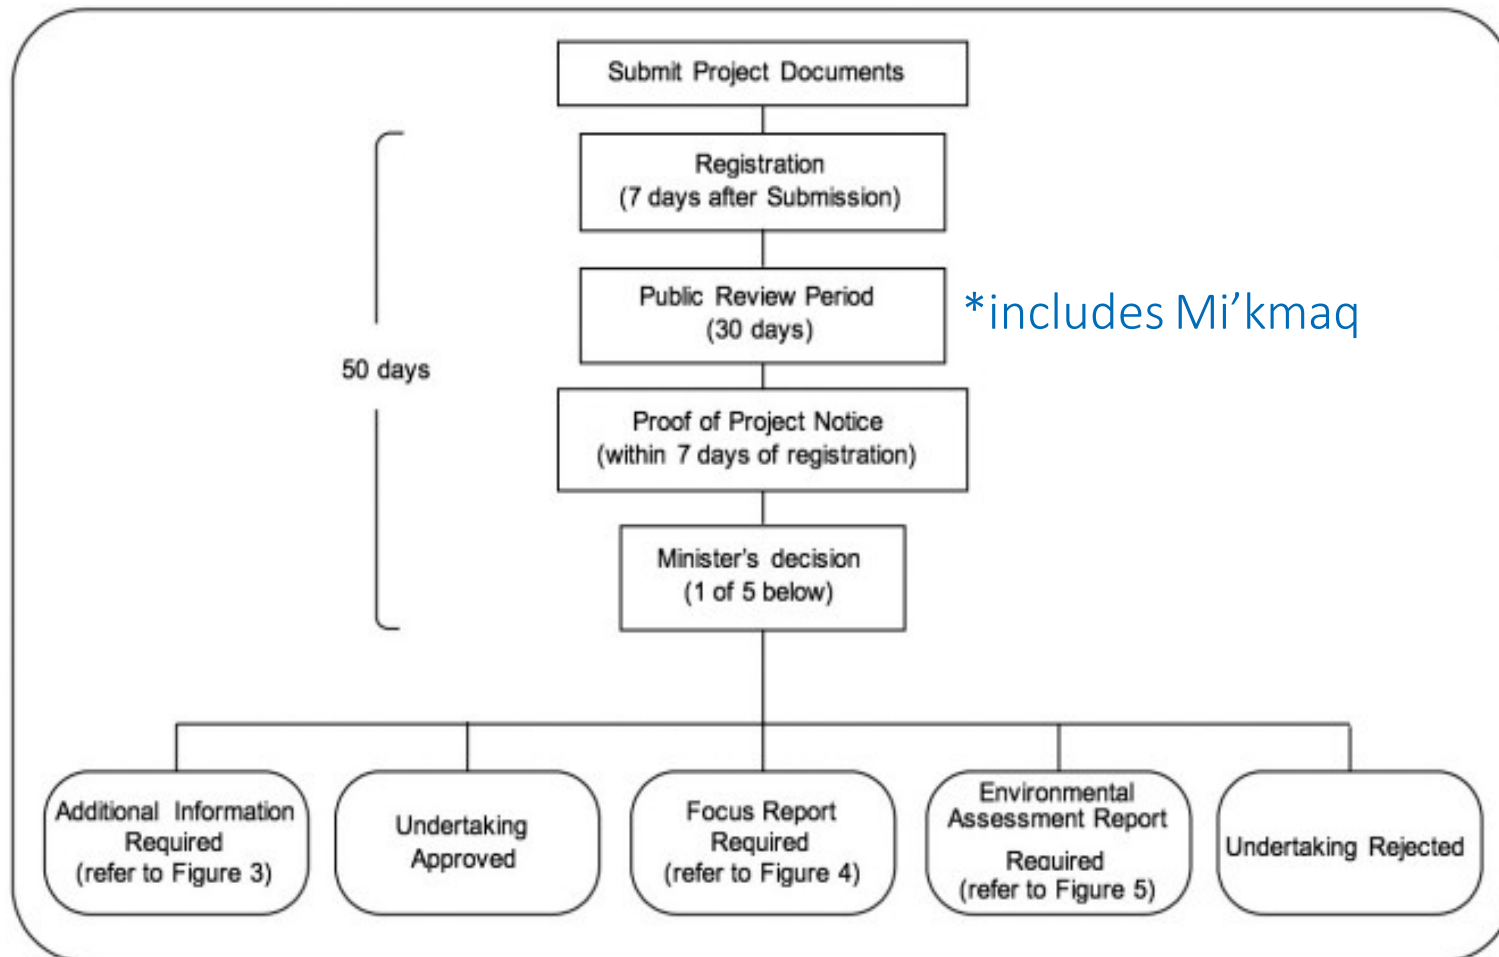 Submit Project Documents
Registration
(7 days after Submission)
Public Review Period
(30 days)
*includes Mi’kmaq
50 days
Proof of Project Notice
(within 7 days of registration)
Minister's decision
(1 of 5 below)
Additional Information
Required
(refer to Figure 3)
Undertaking
Approved
Focus Report
Required
(refer to Figure 4)
Environmental
Assessment Report
Required
(refer to Figure 5)
Undertaking Rejected